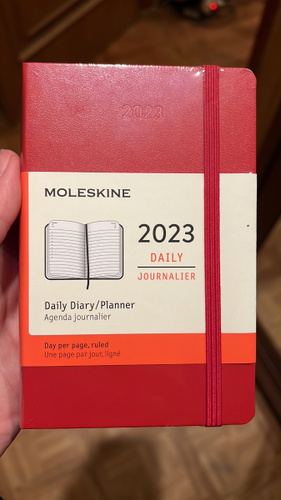 2023
MOLESKINE
2023
DAILY
JOURNALIER
Daily Diary/Planner
Agenda journalier
Day per page, ruled
Une page par jour, ligné